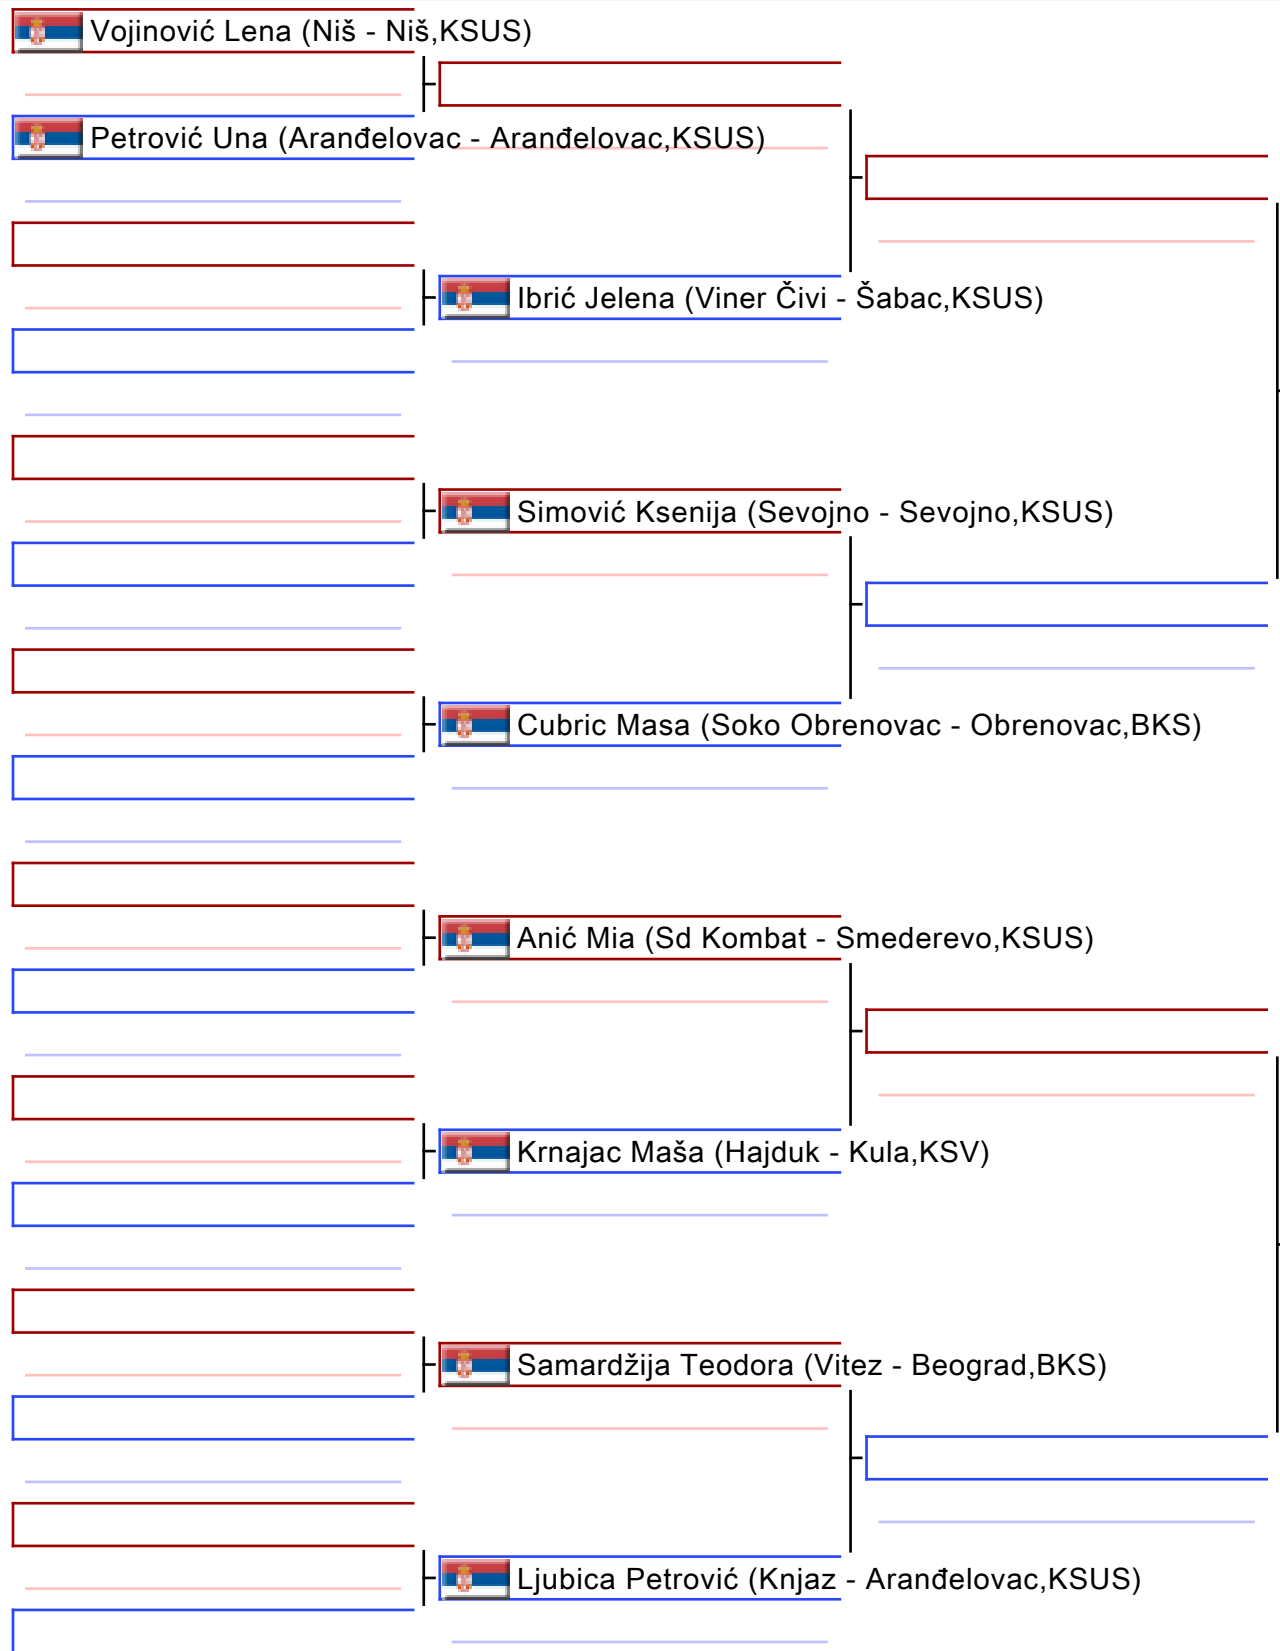 Vojinović Lena (Niš - Niš,KSUS)
Petrović Una (Aranđelovac - Aranđelovac,KSUS)
Ibrić Jelena (Viner Čivi - Šabac,KSUS)
Simović Ksenija (Sevojno - Sevojno,KSUS)
Cubric Masa (Soko Obrenovac - Obrenovac,BKS)
Anić Mia (Sd Kombat - Smederevo,KSUS)
Krnajac Maša (Hajduk - Kula,KSV)
Samardžija Teodora (Vitez - Beograd,BKS)
Ljubica Petrović (Knjaz - Aranđelovac,KSUS)